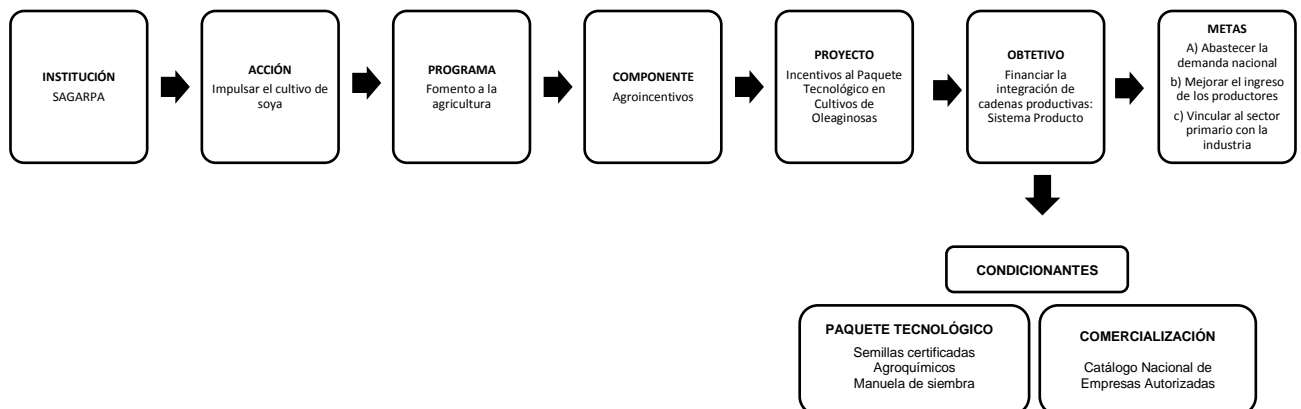 INSTITUCIÓN
SAGARPA
ACCIÓN
Impulsar el cultivo de
soya
PROGRAMA
Fomento a la
agricultura
COMPONENTE
Agroincentivos
PROYECTO
Incentivos al Paquete
Tecnológico en
Cultivos de
Oleaginosas
OBTETIVO
Financiar la
integración de
cadenas productivas:
Sistema Producto
METAS
A) Abastecer la
demanda nacional
b) Mejorar el ingreso
de los productores
c) Vincular al sector
primario con la
industria
CONDICIONANTES
PAQUETE TECNOLÓGICO
Semillas certificadas
Agroquímicos
Manuela de siembra
COMERCIALIZACIÓN
Catálogo Nacional de
Empresas Autorizadas